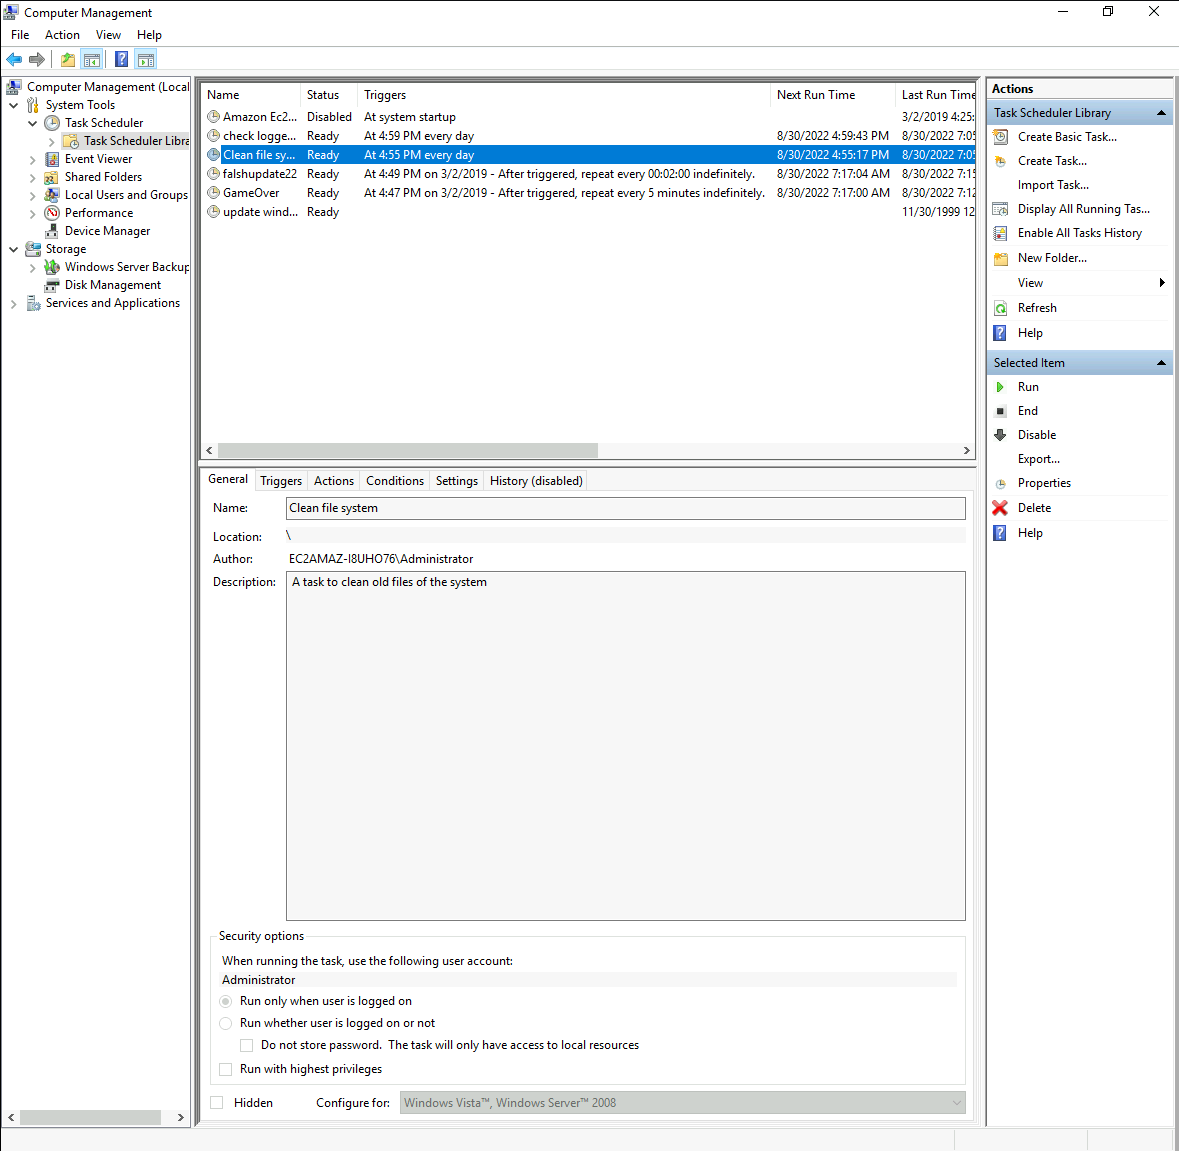 Computer Management
File Action View Help
Computer Management (Local
System Tools
Task Scheduler
Task Scheduler Libra
Event Viewer
Shared Folders
Local Users and Groups
Performance
Device Manager
Storage
Windows Server Backup
Disk Management
Services and Applications
Name Status Triggers Next Run Time Last Run Time
Amazon Ec2... Disabled At system startup 3/2/2019 4:25:
check logge... Ready At 4:59 PM every day 8/30/2022 4:59:43 PM 8/30/2022 7:05
Clean file sy... Ready At 4:55 PM every day 8/30/2022 4:55:17 PM 8/30/2022 7:05
falshupdate22 Ready At 4:49 PM on 3/2/2019 - After triggered, repeat every 00:02:00 indefinitely. 8/30/2022 7:17:04 AM 8/30/2022 7:15
GameOver Ready At 4:47 PM on 3/2/2019 - After triggered, repeat every 5 minutes indefinitely. 8/30/2022 7:17:00 AM 8/30/2022 7:12
update wind... Ready 11/30/1999 12
General Triggers Actions Conditions Settings History (disabled)
Name: Clean file system
Location: \
Author: EC2AMAZ-I8UHO76\Administrator
Description: A task to clean old files of the system
Security options
When running the task, use the following user account:
Administrator
Run only when user is logged on
Run whether user is logged on or not
Do not store password. The task will only have access to local resources
Run with highest privileges
Hidden Configure for: Windows Vista™, Windows Server™ 2008
Actions
Task Scheduler Library
Create Basic Task...
Create Task...
Import Task...
Display All Running Tas...
Enable All Tasks History
New Folder...
View
Refresh
Help
Selected Item
Run
End
Disable
Export...
Properties
Delete
Help